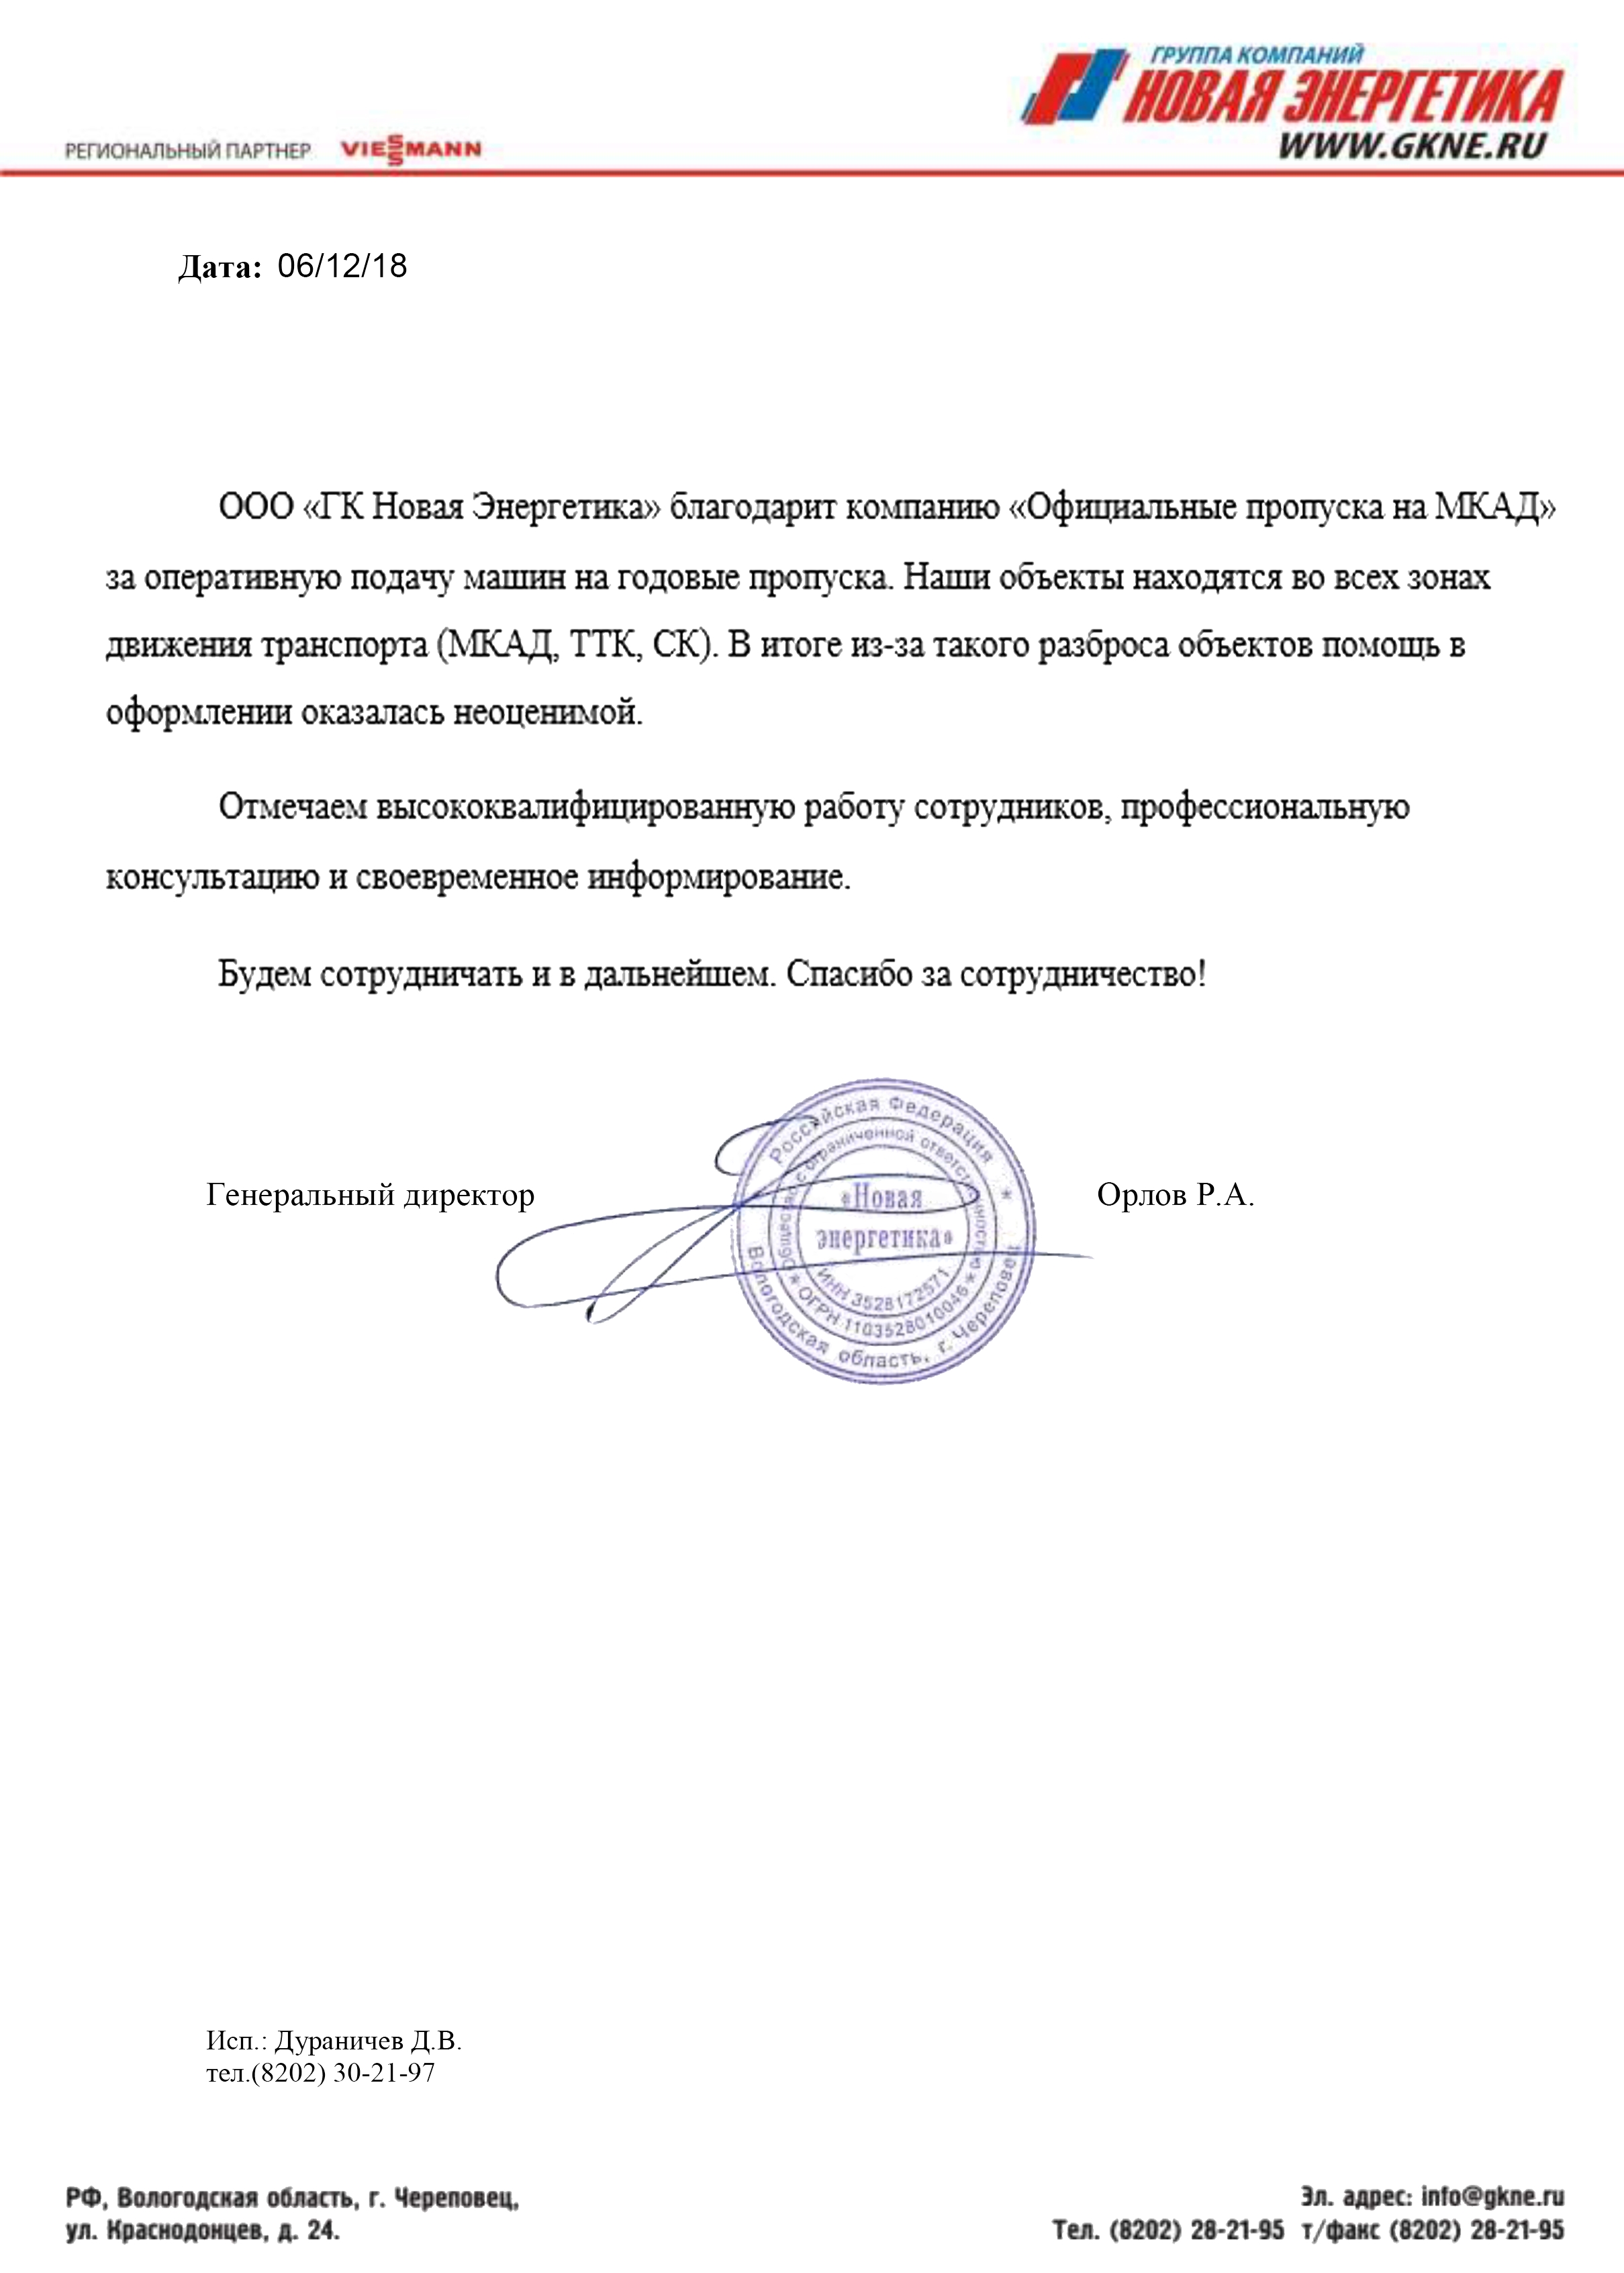 ГРУППА КОМПАНИЙ
НОВАЯ ЭНЕРГЕТИКА
РЕГИОНАЛЬНЫЙ ПАРТНЕР VIESSMANN
WWW.GKNE.RU
Дата: 06/12/18
ООО «ГК Новая Энергетика» благодарит компанию «Официальные пропуска на МКАД»
за оперативную подачу машин на годовые пропуска. Наши объекты находятся во всех зонах
движения транспорта (МКАД, ТТК, СК). В итоге из-за такого разброса объектов помощь в
оформлении оказалась неоценимой.
Отмечаем высококвалифицированную работу сотрудников, профессиональную
консультацию и своевременное информирование.
Будем сотрудничать и в дальнейшем. Спасибо за сотрудничество!
Генеральный директор
Российская Федерация
Вологодская область, г. Череповец
Общество с ограниченной ответственностью
ОГРН 1103528010046
ИНН 3528172571
«Новая
энергетика»
Орлов Р.А.
Исп.: Дураничев Д.В.
тел.(8202) 30-21-97
РФ, Вологодская область, г. Череповец,
ул. Краснодонцев, д. 24.
Эл. адрес: info@gkne.ru
Тел. (8202) 28-21-95 т/факс (8202) 28-21-95